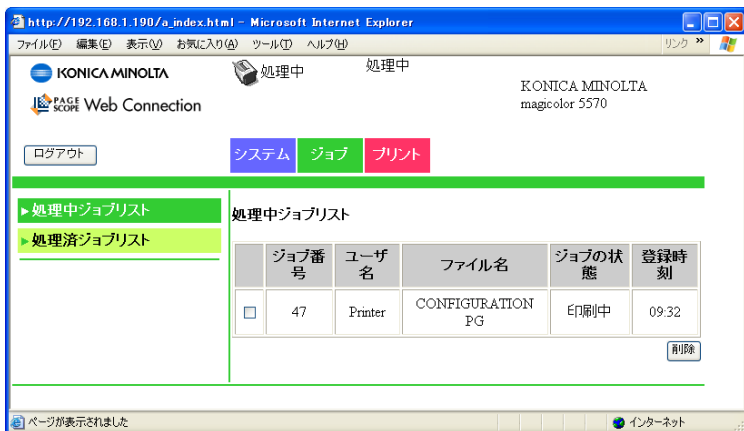 http://192.168.1.190/a_index.html - Microsoft Internet Explorer
ファイル(F) 編集(E) 表示(V) お気に入り(A) ツール(T) ヘルプ(H) リンク »
KONICA MINOLTA
処理中
処理中
KONICA MINOLTA
magicolor 5570
PAGE SCOPE Web Connection
ログアウト
システム ジョブ プリント
処理中ジョブリスト
処理済ジョブリスト
処理中ジョブリスト
ジョブ番号 ユーザ名 ファイル名 ジョブの状態 登録時刻
47 Printer CONFIGURATION PG 印刷中 09:32
削除
ページが表示されました インターネット